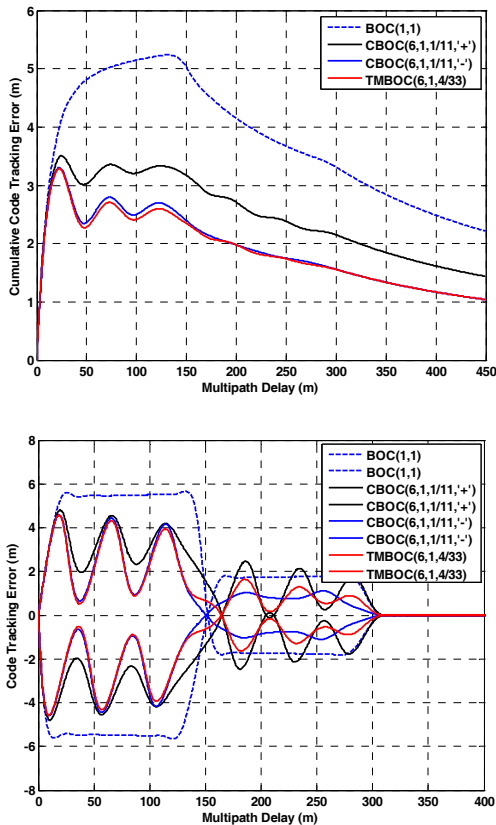 Cumulative Code Tracking Error (m)
6
5
4
3
2
1
0
BOC(1,1)
CBOC(6,1,1/11,'+')
CBOC(6,1,1/11,'-')
TMBOC(6,1,4/33)
0 50 100 150 200 250 300 350 400 450
Multipath Delay (m)
Code Tracking Error (m)
8
6
4
2
0
-2
-4
-6
-8
BOC(1,1)
BOC(1,1)
CBOC(6,1,1/11,'+')
CBOC(6,1,1/11,'+')
CBOC(6,1,1/11,'-')
CBOC(6,1,1/11,'-')
TMBOC(6,1,4/33)
TMBOC(6,1,4/33)
0 50 100 150 200 250 300 350 400
Multipath Delay (m)